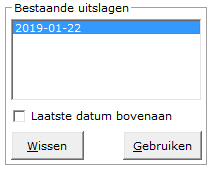 Bestaande uitslagen
2019-01-22
Laatste datum bovenaan
Wissen
Gebruiken